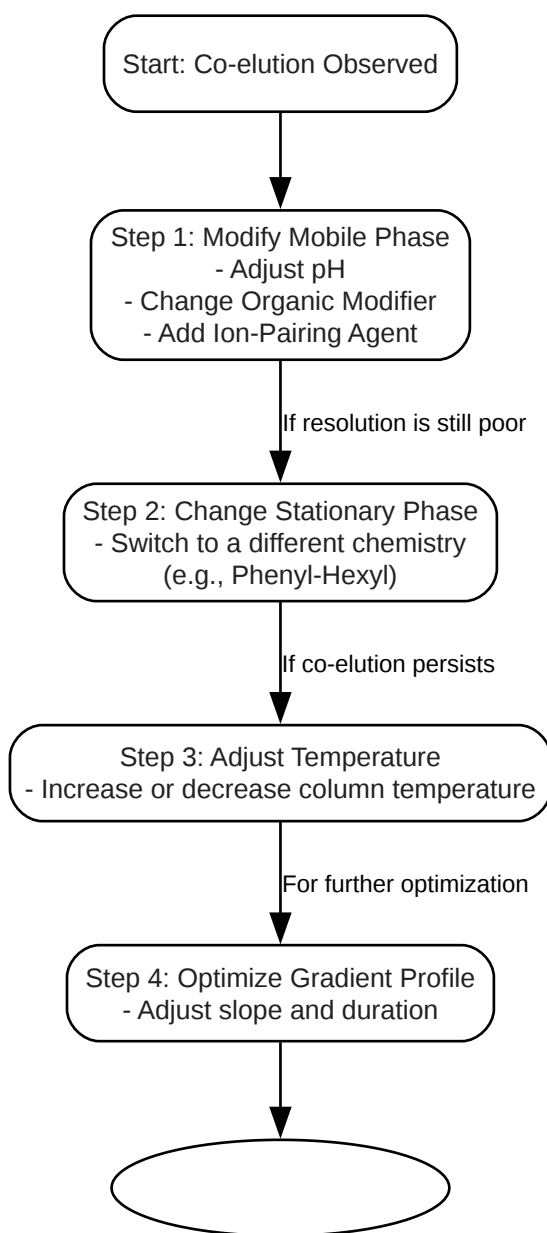 Start: Co-elution Observed
Step 1: Modify Mobile Phase
- Adjust pH
- Change Organic Modifier
- Add Ion-Pairing Agent
If resolution is still poor
Step 2: Change Stationary Phase
- Switch to a different chemistry
(e.g., Phenyl-Hexyl)
If co-elution persists
Step 3: Adjust Temperature
- Increase or decrease column temperature
For further optimization
Step 4: Optimize Gradient Profile
- Adjust slope and duration